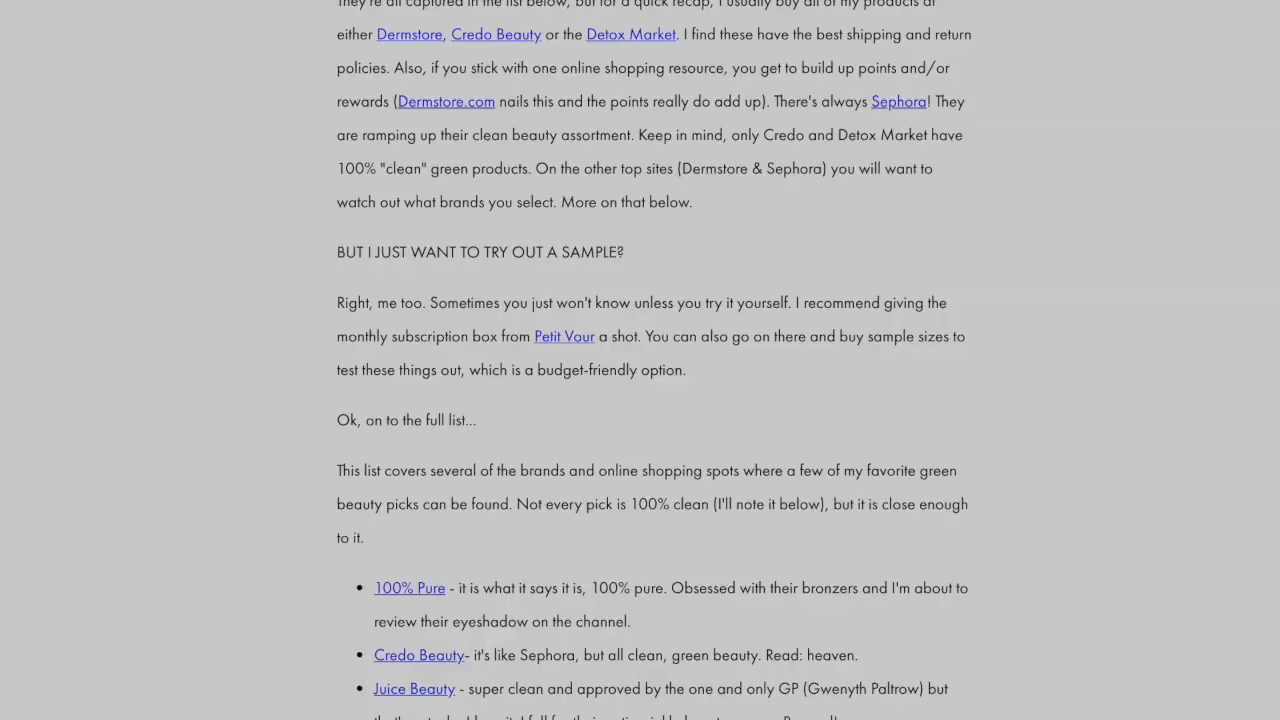 They're all captured in the list below, but for a quick recap, I usually buy all of my products at
either Dermstore, Credo Beauty or the Detox Market. I find these have the best shipping and return
policies. Also, if you stick with one online shopping resource, you get to build up points and/or
rewards (Dermstore.com nails this and the points really do add up). There's always Sephora! They
are ramping up their clean beauty assortment. Keep in mind, only Credo and Detox Market have
100% "clean" green products. On the other top sites (Dermstore & Sephora) you will want to
watch out what brands you select. More on that below.
BUT I JUST WANT TO TRY OUT A SAMPLE?
Right, me too. Sometimes you just won't know unless you try it yourself. I recommend giving the
monthly subscription box from Petit Vour a shot. You can also go on there and buy sample sizes to
test these things out, which is a budget-friendly option.
Ok, on to the full list...
This list covers several of the brands and online shopping spots where a few of my favorite green
beauty picks can be found. Not every pick is 100% clean (I'll note it below), but it is close enough
to it.
• 100% Pure - it is what it says it is, 100% pure. Obsessed with their bronzers and I'm about to
review their eyeshadow on the channel.
• Credo Beauty- it's like Sephora, but all clean, green beauty. Read: heaven.
• Juice Beauty - super clean and approved by the one and only GP (Gwenyth Paltrow) but